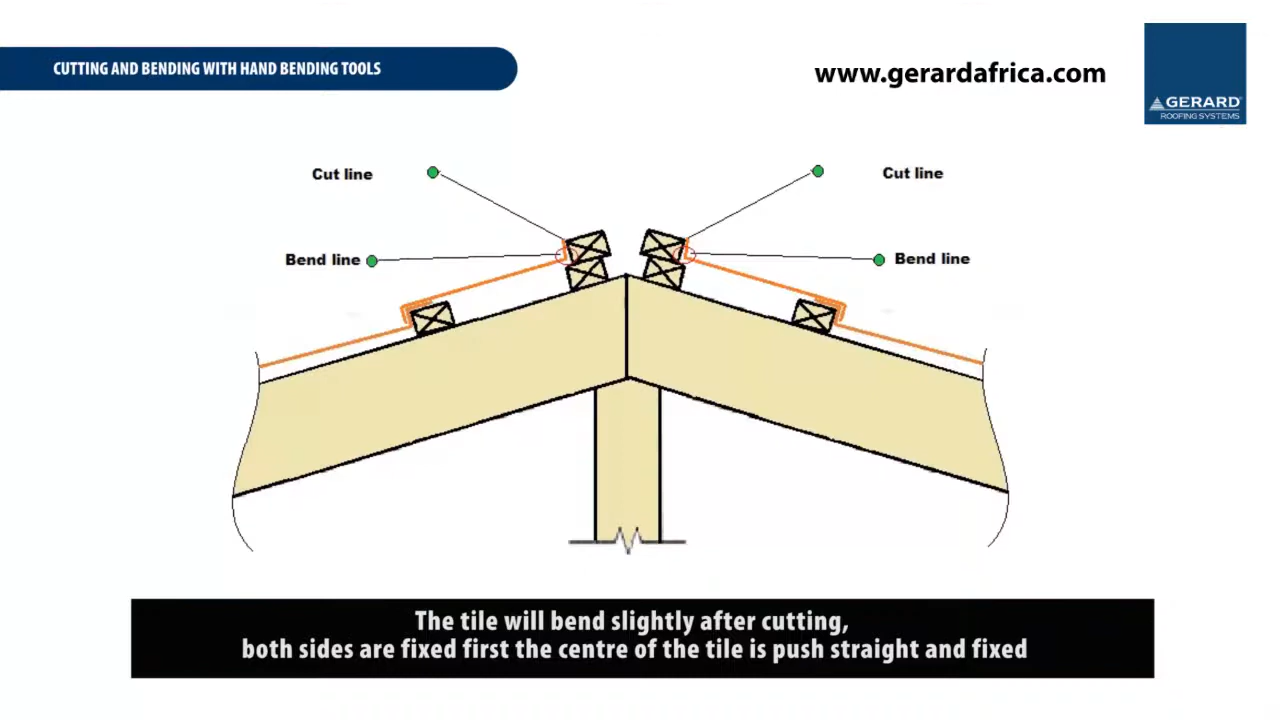 CUTTING AND BENDING WITH HAND BENDING TOOLS
www.gerardafrica.com
GERARD®
ROOFING SYSTEMS
Cut line
Cut line
Bend line
Bend line
The tile will bend slightly after cutting,
both sides are fixed first the centre of the tile is push straight and fixed